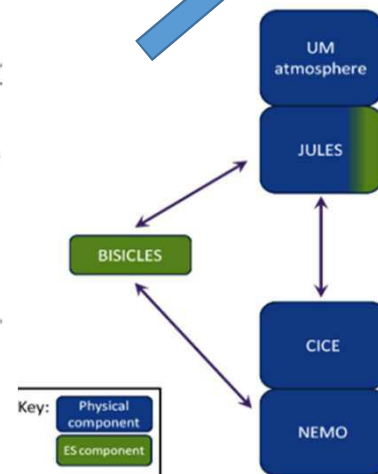 UM
atmosphere
JULES
BISICLES
CICE
NEMO
Key:
Physical
component
ES component